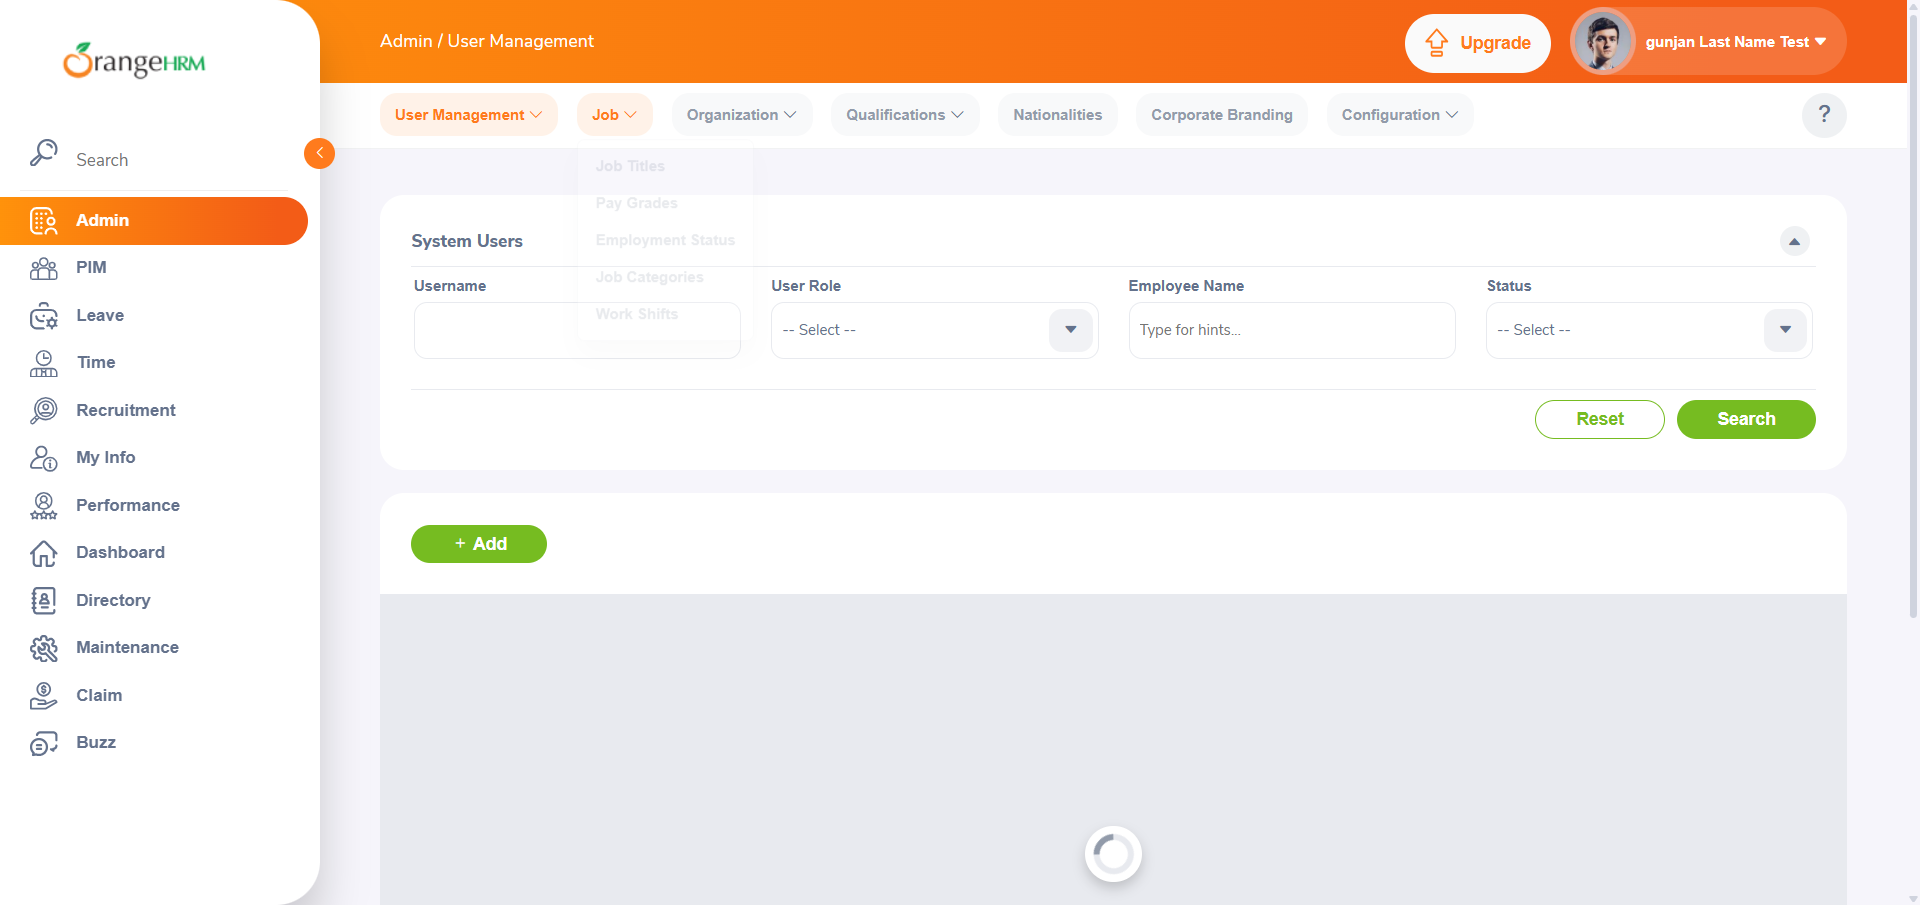 OrangeHRM
Admin / User Management
Upgrade
gunjan Last Name Test
User Management
Job
Organization
Qualifications
Nationalities
Corporate Branding
Configuration
?
Search
Admin
PIM
Leave
Time
Recruitment
My Info
Performance
Dashboard
Directory
Maintenance
Claim
Buzz
Job Titles
Pay Grades
Employment Status
Job Categories
Work Shifts
System Users
Username
User Role
Employee Name
Status
-- Select --
Type for hints...
-- Select --
Reset
Search
+ Add